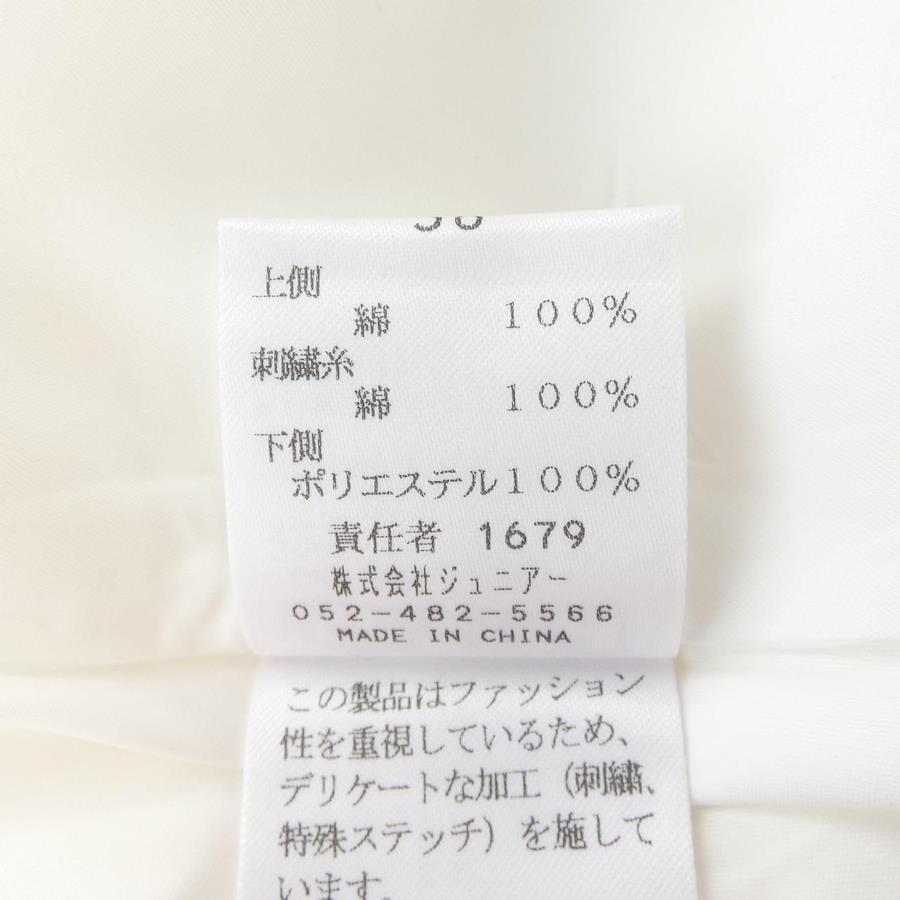 上側
綿 100%
刺繍糸
綿 100%
下側
ポリエステル100%
責任者 1679
株式会社ジュニアー
052-482-5566
MADE IN CHINA
この製品はファッション
性を重視しているため、
デリケートな加工(刺繍、
特殊ステッチ)を施して
います。